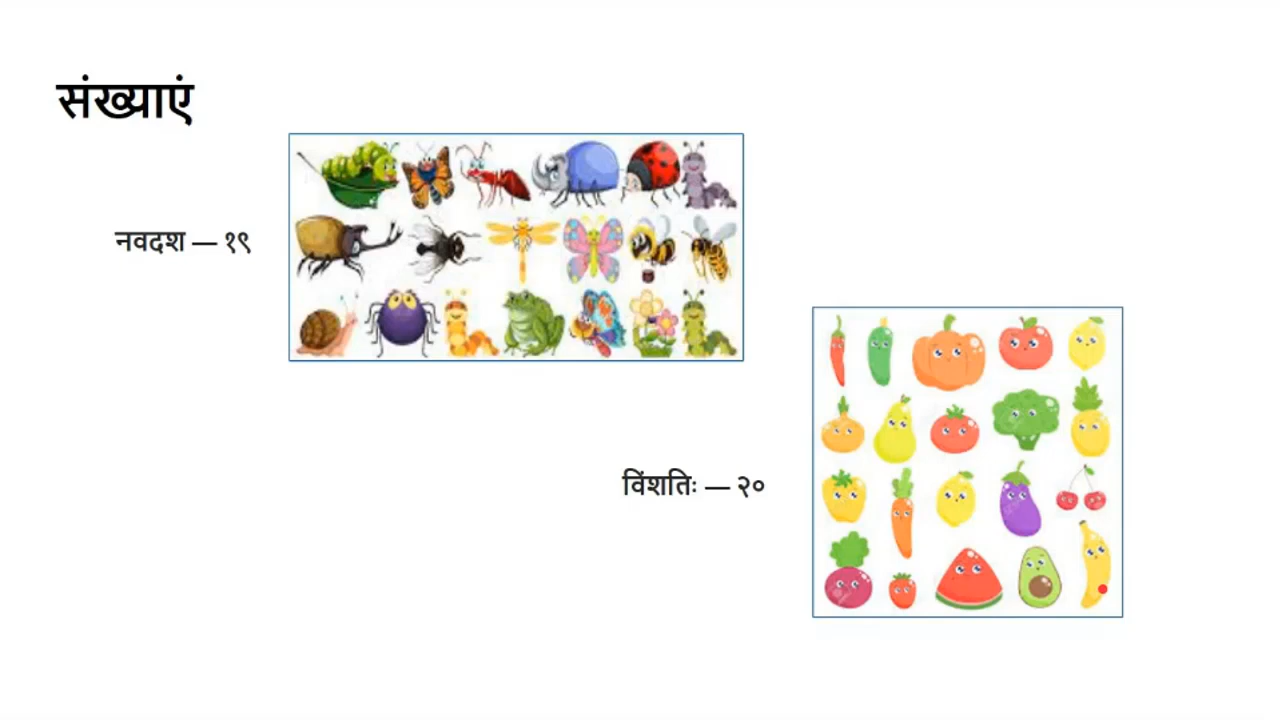 संख्याएं
नवदश — १९
विंशतिः — २०